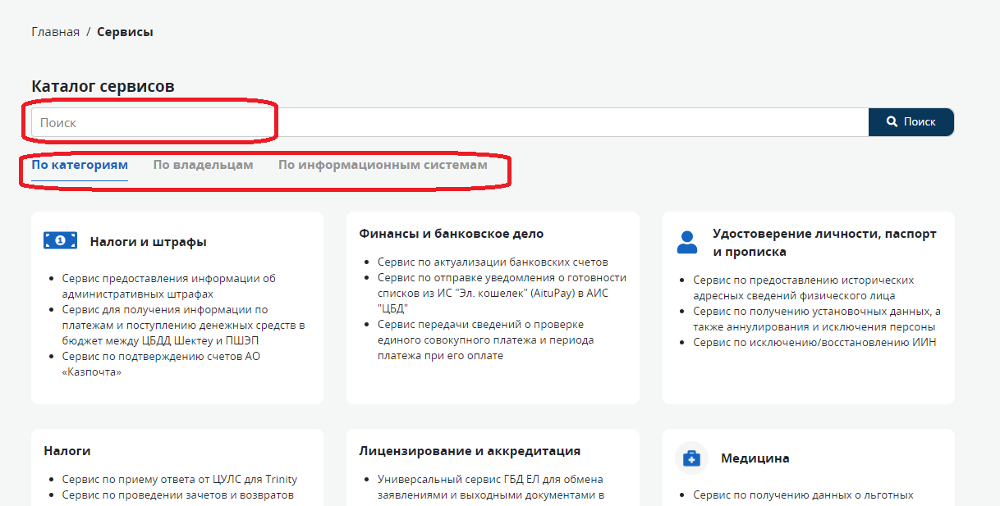 Главная / Сервисы
Каталог сервисов
Поиск
Поиск
По категориям
По владельцам
По информационным системам
1
Налоги и штрафы
Сервис предоставления информации об
административных штрафах
Сервис для получения информации по
платежам и поступлению денежных средств в
бюджет между ЦБДД Шектеу и ПШЭП
Сервис по подтверждению счетов АО
«Казпочта»
Финансы и банковское дело
Сервис по актуализации банковских счетов
Сервис по отправке уведомления о готовности
списков из ИС "Эл. кошелек" (AituPay) в АИС
"ЦБД"
Сервис передачи сведений о проверке
единого совокупного платежа и периода
платежа при его оплате
Удостоверение личности, паспорт
и прописка
Сервис по предоставлению исторических
адресных сведений физического лица
Сервис по получению установочных данных, а
также аннулирования и исключения персоны
Сервис по исключению/восстановлению ИИН
Налоги
Сервис по приему ответа от ЦУЛС для Trinity
Сервис по проведении зачетов и возвратов
Лицензирование и аккредитация
Универсальный сервис ГБД ЕЛ для обмена
заявлениями и выходными документами в
Медицина
Сервис по получению данных о льготных